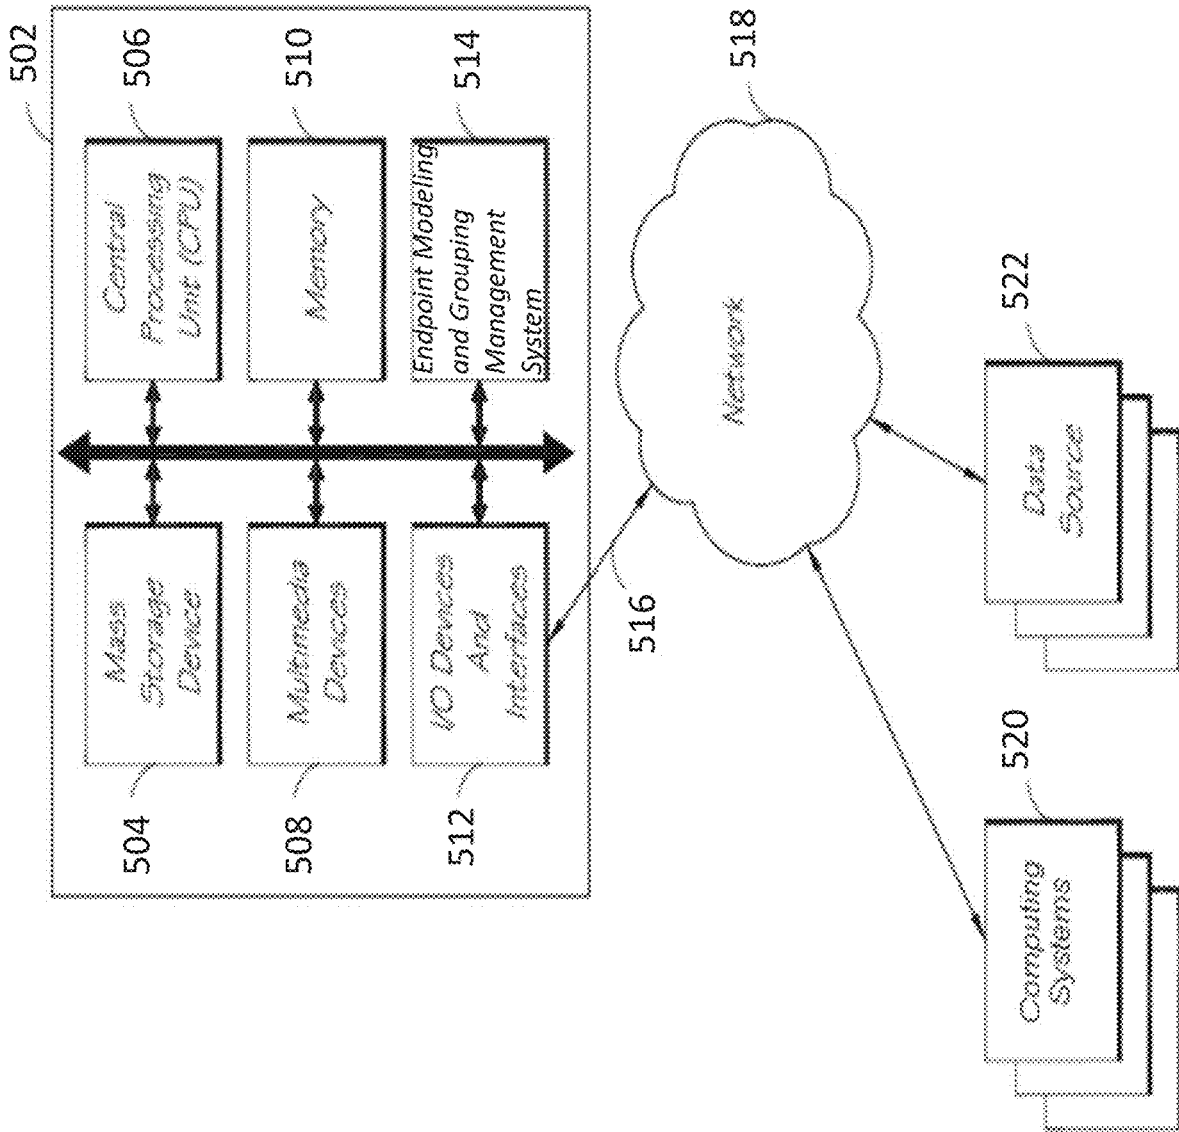 502
504
Mass
Storage
Device
Central
Processing
Unit (CPU)
506
508
Multimedia
Devices
Memory
510
512
I/O Devices
And
Interfaces
Endpoint Modeling
and Grouping
Management
System
514
516
Network
518
Computing
Systems
520
Data
Source
522